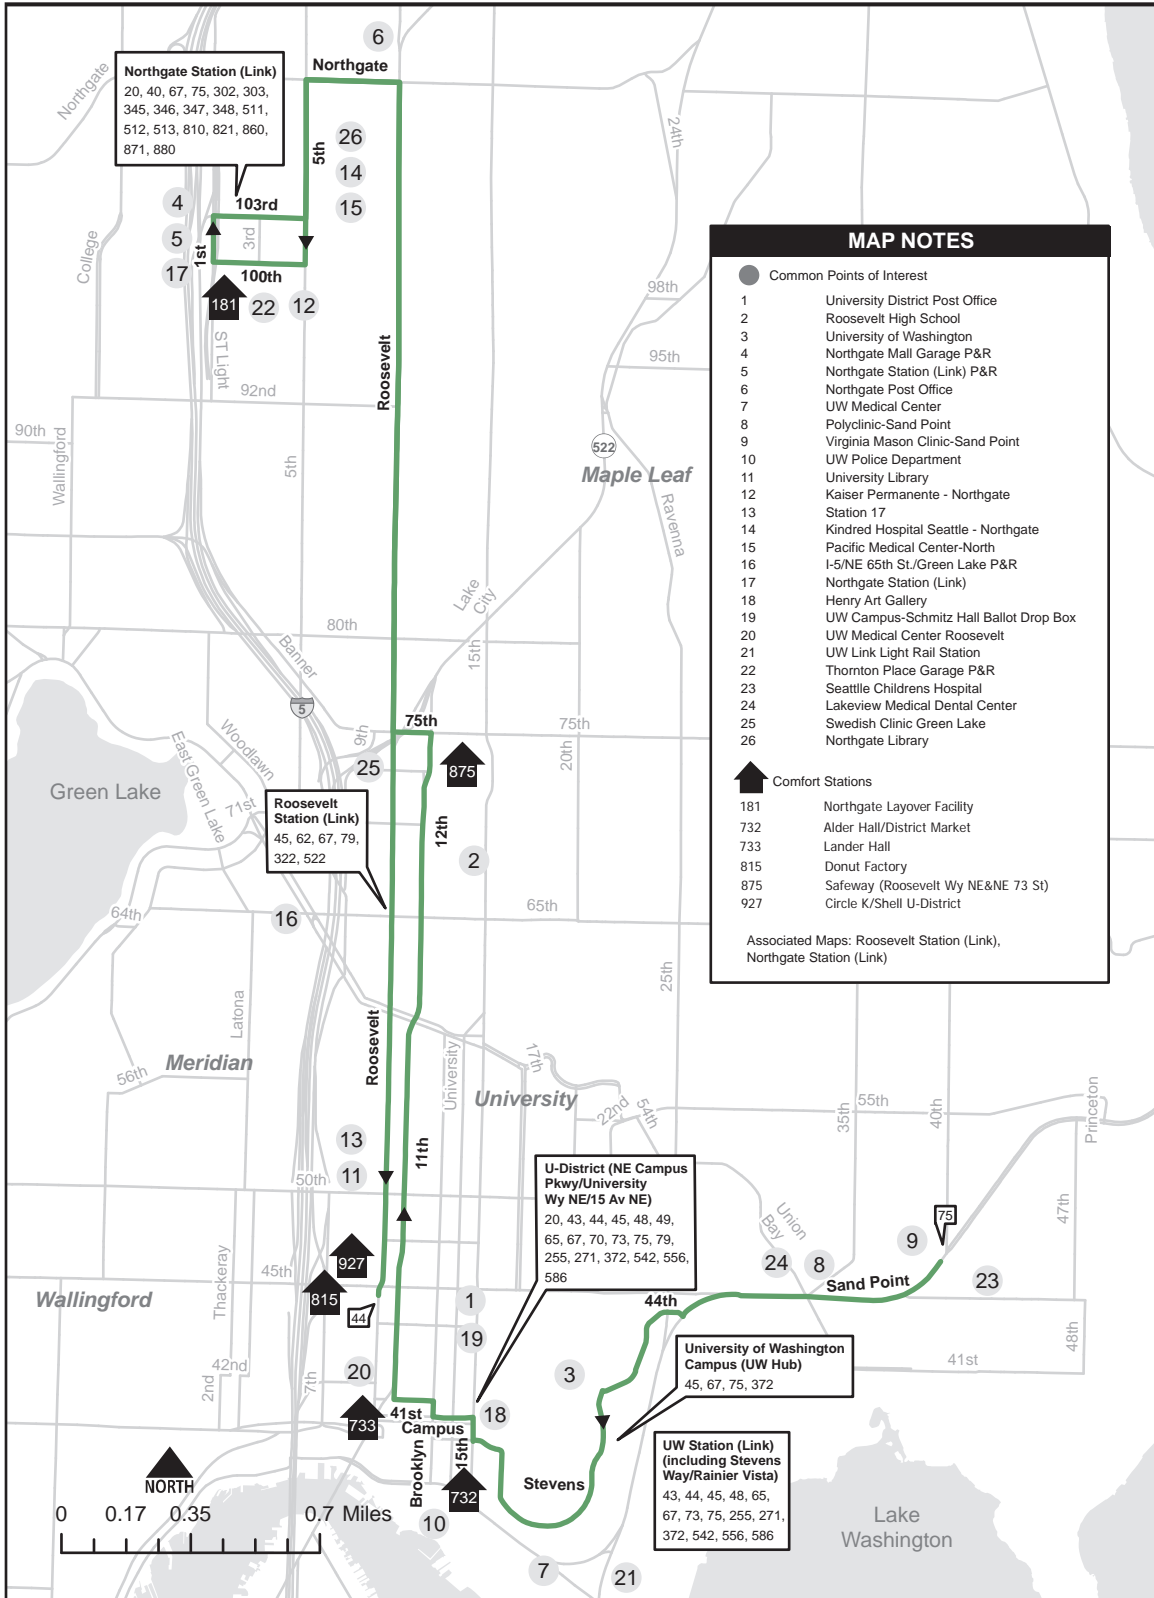 6
Northgate
Northgate
Northgate Station (Link)
20, 40, 67, 75, 302, 303,
345, 346, 347, 348, 511,
512, 513, 810, 821, 860,
871, 880
5th
26
14
15
24th
4
5
17
103rd
3rd
1st
100th
181
22
12
College
ST Light
92nd
90th
Wallingford
5th
Roosevelt
98th
95th
522
Maple Leaf
Ravenna
MAP NOTES
Common Points of Interest
1 University District Post Office
2 Roosevelt High School
3 University of Washington
4 Northgate Mall Garage P&R
5 Northgate Station (Link) P&R
6 Northgate Post Office
7 UW Medical Center
8 Polyclinic-Sand Point
9 Virginia Mason Clinic-Sand Point
10 UW Police Department
11 University Library
12 Kaiser Permanente - Northgate
13 Station 17
14 Kindred Hospital Seattle - Northgate
15 Pacific Medical Center-North
16 I-5/NE 65th St./Green Lake P&R
17 Northgate Station (Link)
18 Henry Art Gallery
19 UW Campus-Schmitz Hall Ballot Drop Box
20 UW Medical Center Roosevelt
21 UW Link Light Rail Station
22 Thornton Place Garage P&R
23 Seattlle Childrens Hospital
24 Lakeview Medical Dental Center
25 Swedish Clinic Green Lake
26 Northgate Library
Comfort Stations
181 Northgate Layover Facility
732 Alder Hall/District Market
733 Lander Hall
815 Donut Factory
875 Safeway (Roosevelt Wy NE&NE 73 St)
927 Circle K/Shell U-District
Associated Maps: Roosevelt Station (Link),
Northgate Station (Link)
Lake
City
15th
80th
Banner
5
75th
75th
9th
20th
Woodlawn
East Green Lake
25
875
Green Lake
71st
Roosevelt
Station (Link)
45, 62, 67, 79,
322, 522
12th
2
65th
64th
16
25th
Latona
Roosevelt
Meridian
56th
University
17th
University
22nd
54th
35th
55th
40th
Princeton
13
11
11th
50th
U-District (NE Campus
Pkwy/University
Wy NE/15 Av NE)
20, 43, 44, 45, 48, 49,
65, 67, 70, 73, 75, 79,
255, 271, 372, 542, 556,
586
Union
Bay
47th
75
9
24
8
Sand Point
23
927
45th
Thackeray
815
44
Wallingford
1
19
44th
48th
41st
University of Washington
Campus (UW Hub)
45, 67, 75, 372
42nd
2nd
7th
20
3
733
41st
Campus
18
Brooklyn
15th
Stevens
732
10
UW Station (Link)
(including Stevens
Way/Rainier Vista)
43, 44, 45, 48, 65,
67, 73, 75, 255, 271,
372, 542, 556, 586
NORTH
0 0.17 0.35 0.7 Miles
Lake
Washington
7
21